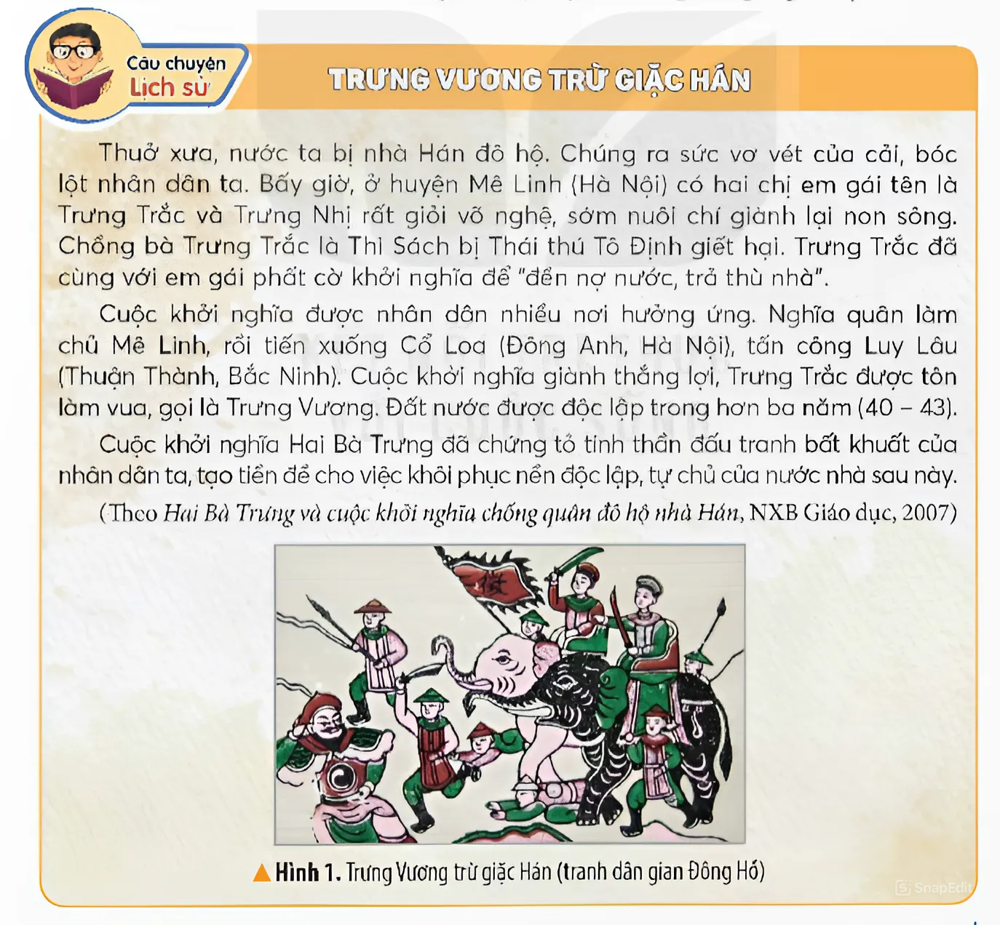 Câu chuyện
Lịch sử
TRƯNG VƯƠNG TRỪ GIẶC HÁN
Thuở xưa, nước ta bị nhà Hán đô hộ. Chúng ra sức vơ vét của cải, bóc
lột nhân dân ta. Bấy giờ, ở huyện Mê Linh (Hà Nội) có hai chị em gái tên là
Trưng Trắc và Trưng Nhị rất giỏi võ nghệ, sớm nuôi chí giành lại non sông.
Chồng bà Trưng Trắc là Thi Sách bị Thái thú Tô Định giết hại. Trưng Trắc đã
cùng với em gái phất cờ khởi nghĩa để "đền nợ nước, trả thù nhà".
Cuộc khởi nghĩa được nhân dân nhiều nơi hưởng ứng. Nghĩa quân làm
chủ Mê Linh, rồi tiến xuống Cổ Loa (Đông Anh, Hà Nội), tấn công Luy Lâu
(Thuận Thành, Bắc Ninh). Cuộc khởi nghĩa giành thắng lợi, Trưng Trắc được tôn
làm vua, gọi là Trưng Vương. Đất nước được độc lập trong hơn ba năm (40 – 43).
Cuộc khởi nghĩa Hai Bà Trưng đã chứng tỏ tinh thần đấu tranh bất khuất của
nhân dân ta, tạo tiền đề cho việc khôi phục nền độc lập, tự chủ của nước nhà sau này.
(Theo Hai Bà Trưng và cuộc khởi nghĩa chống quân đô hộ nhà Hán, NXB Giáo dục, 2007)
▲ Hình 1. Trưng Vương trừ giặc Hán (tranh dân gian Đông Hồ)
SnapEdit